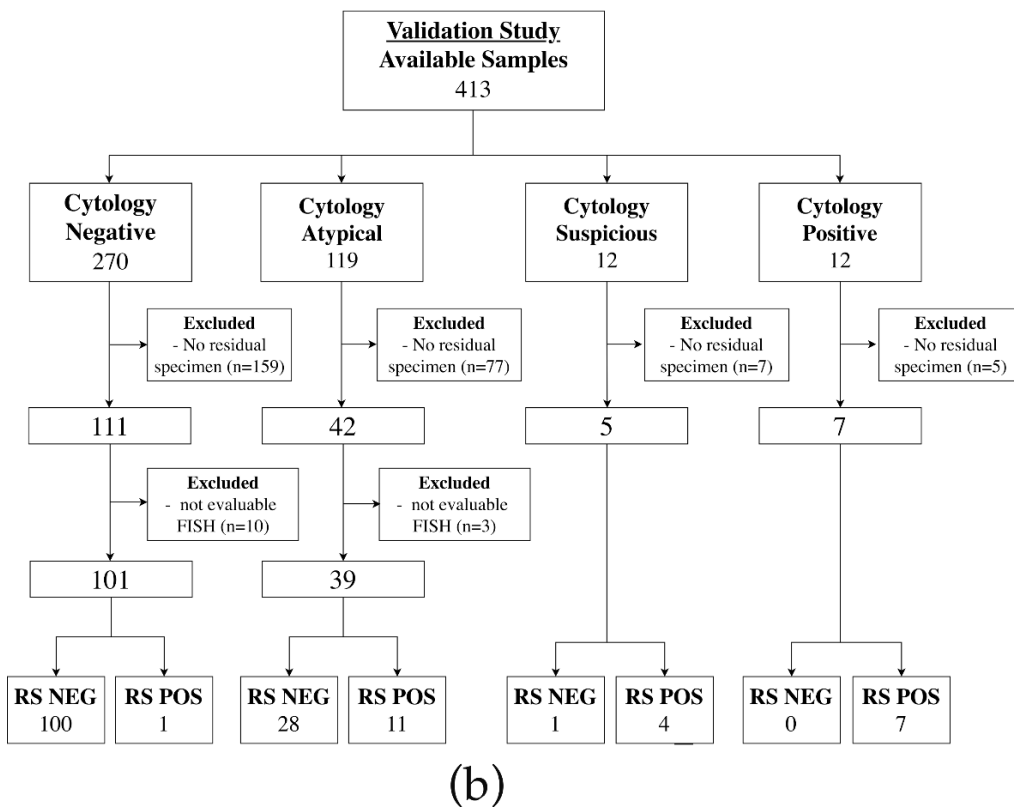 Validation Study
Available Samples
413
Cytology
Negative
270
Cytology
Atypical
119
Cytology
Suspicious
12
Cytology
Positive
12
Excluded
- No residual
specimen (n=159)
Excluded
- No residual
specimen (n=77)
Excluded
- No residual
specimen (n=7)
Excluded
- No residual
specimen (n=5)
111
42
5
7
Excluded
- not evaluable
FISH (n=10)
Excluded
- not evaluable
FISH (n=3)
101
39
RS NEG
100
RS POS
1
RS NEG
28
RS POS
11
RS NEG
1
RS POS
4
RS NEG
0
RS POS
7
(b)